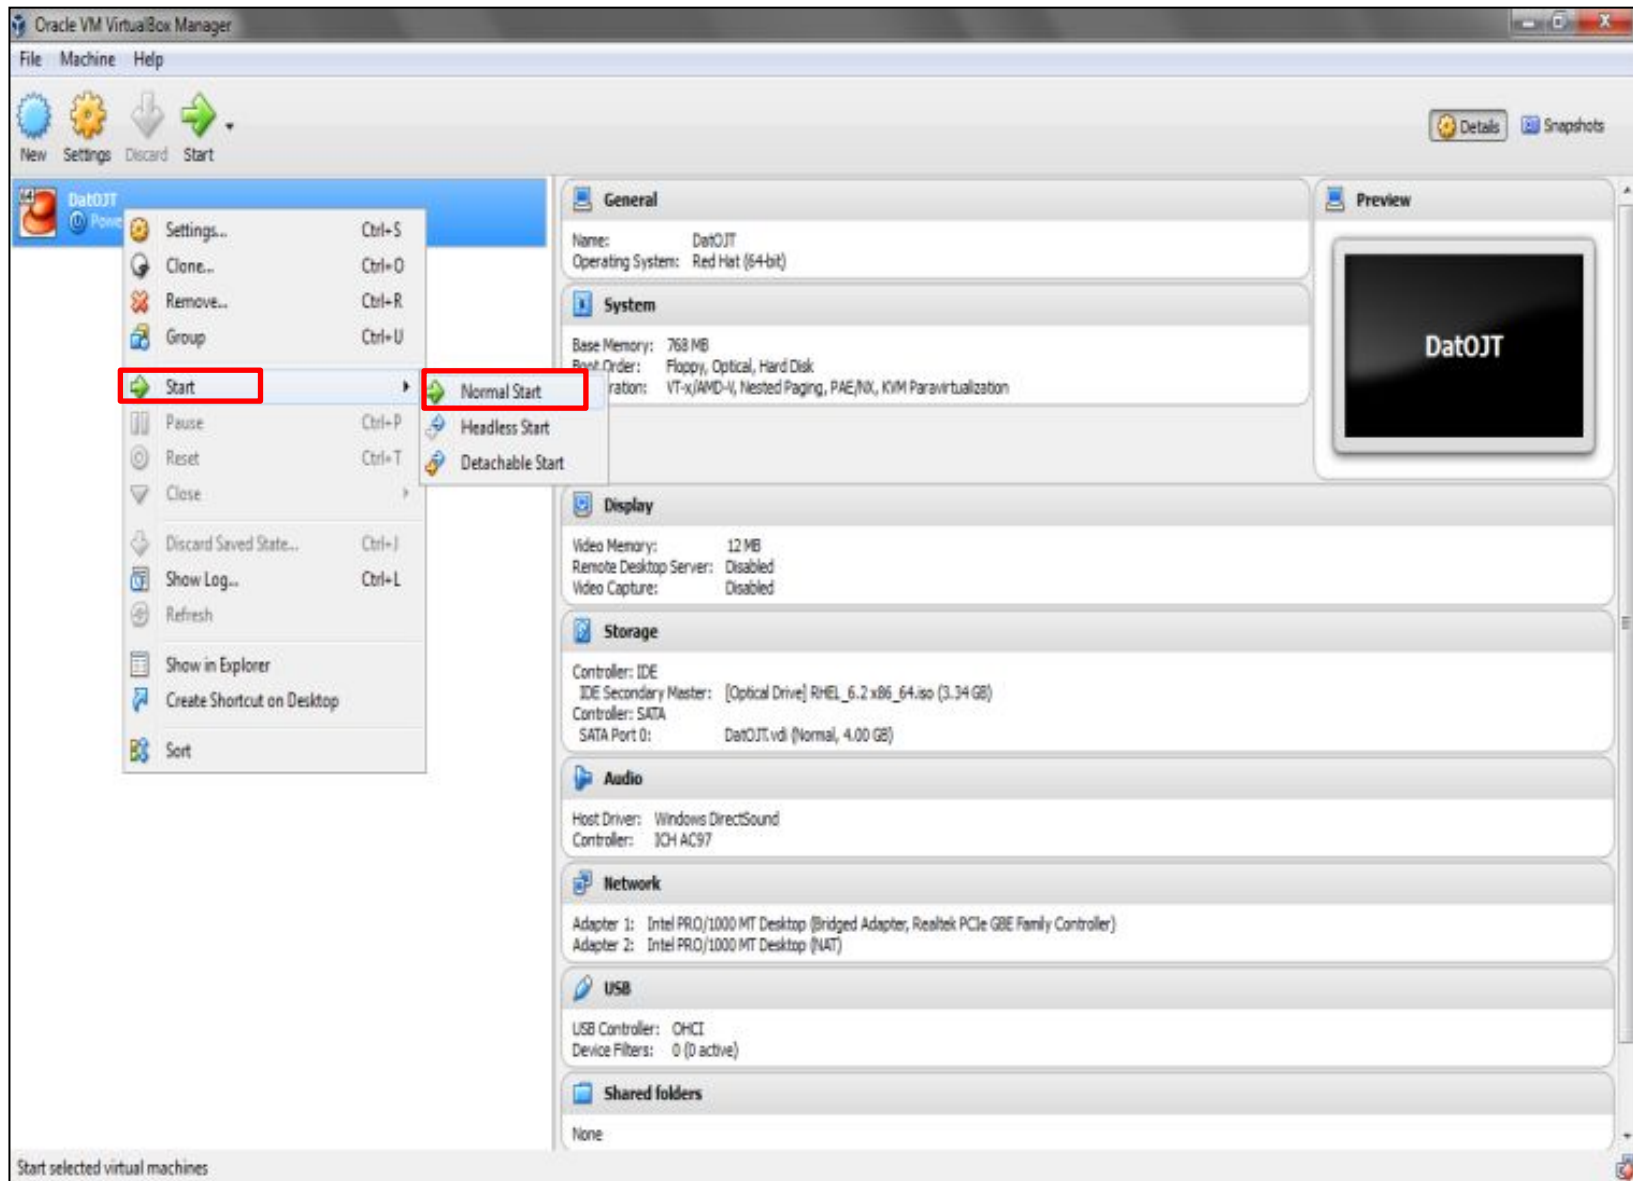 Oracle VM VirtualBox Manager
File Machine Help
New Settings Discard Start
Details Snapshots
DatOJT
Powe
Settings... Ctrl+S
Clone... Ctrl+O
Remove... Ctrl+R
Group Ctrl+U
Start
Pause Ctrl+P
Reset Ctrl+T
Close
Discard Saved State... Ctrl+J
Show Log... Ctrl+L
Refresh
Show in Explorer
Create Shortcut on Desktop
Sort
Normal Start
Headless Start
Detachable Start
General
Name: DatOJT
Operating System: Red Hat (64-bit)
System
Base Memory: 768 MB
Boot Order: Floppy, Optical, Hard Disk
ration: VT-x/AMD-V, Nested Paging, PAE/NX, KVM Paravirtualization
Preview
DatOJT
Display
Video Memory: 12 MB
Remote Desktop Server: Disabled
Video Capture: Disabled
Storage
Controller: IDE
IDE Secondary Master: [Optical Drive] RHEL_6.2 x86_64.iso (3.34 GB)
Controller: SATA
SATA Port 0: DatOJT.vdi (Normal, 4.00 GB)
Audio
Host Driver: Windows DirectSound
Controller: ICH AC97
Network
Adapter 1: Intel PRO/1000 MT Desktop (Bridged Adapter, Realtek PCIe GBE Family Controller)
Adapter 2: Intel PRO/1000 MT Desktop (NAT)
USB
USB Controller: OHCI
Device Filters: 0 (0 active)
Shared folders
None
Start selected virtual machines